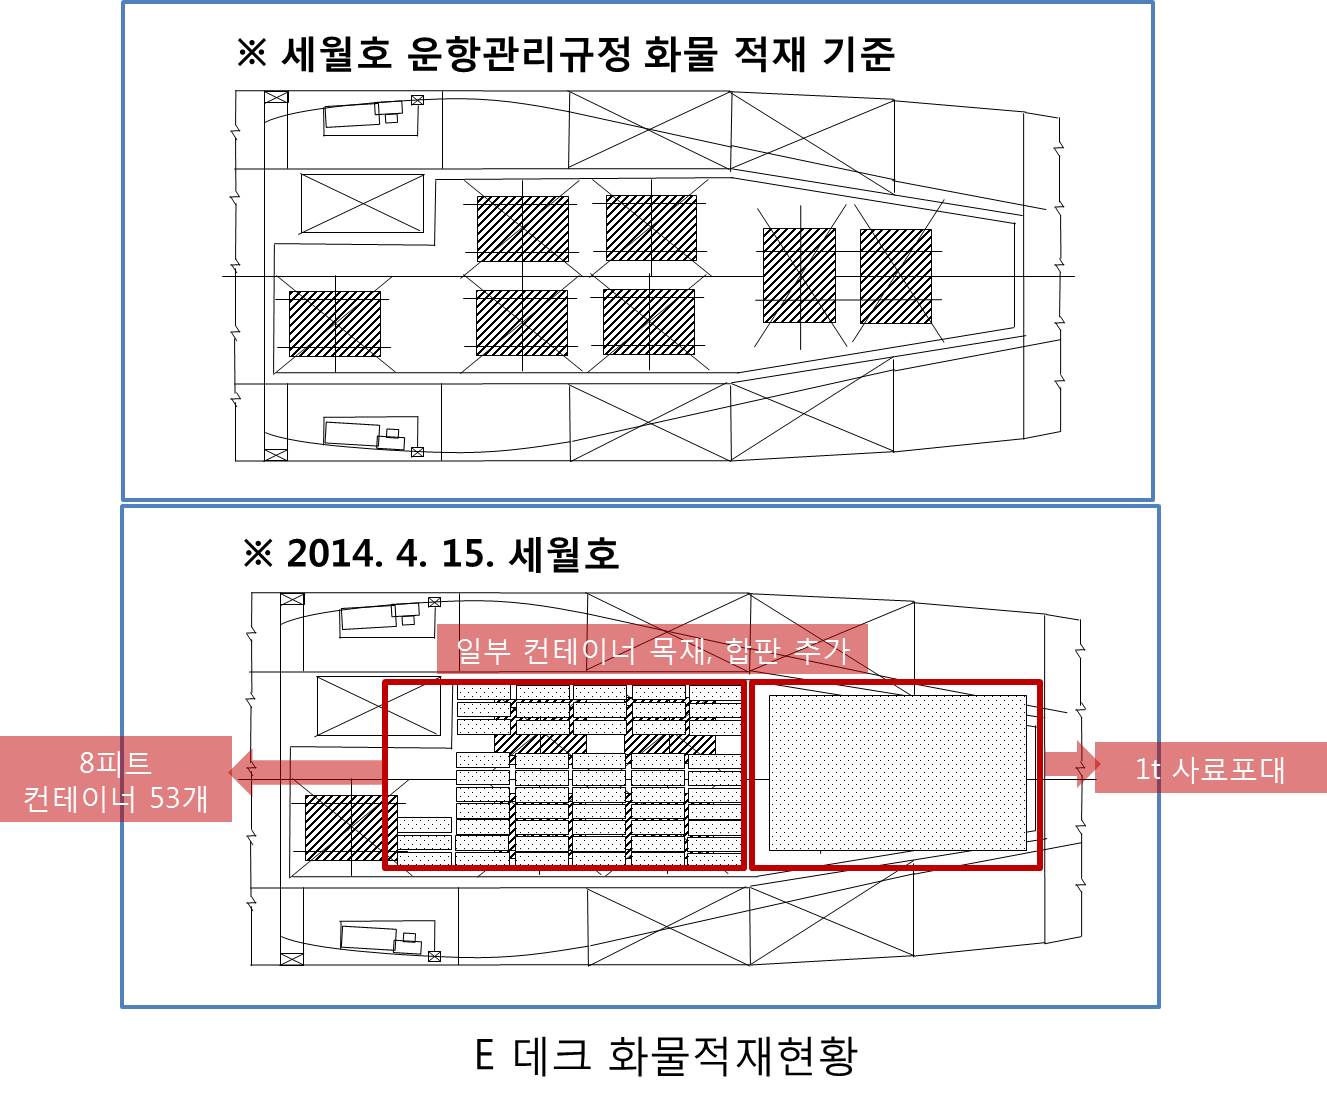 ※ 세월호 운항관리규정 화물 적재 기준
※ 2014. 4. 15. 세월호
일부 컨테이너 목재, 합판 추가
8피트
컨테이너 53개
1t 사료포대
E 데크 화물적재현황